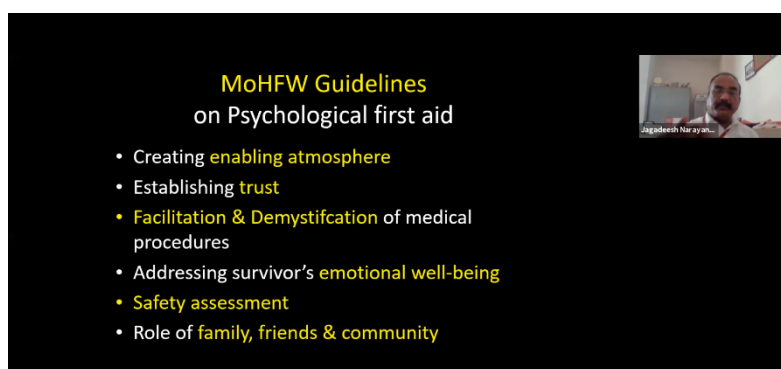 MoHFW Guidelines
on Psychological first aid
• Creating enabling atmosphere
• Establishing trust
• Facilitation & Demystifcation of medical
procedures
• Addressing survivor's emotional well-being
• Safety assessment
• Role of family, friends & community
Jagadeesh Narayan...